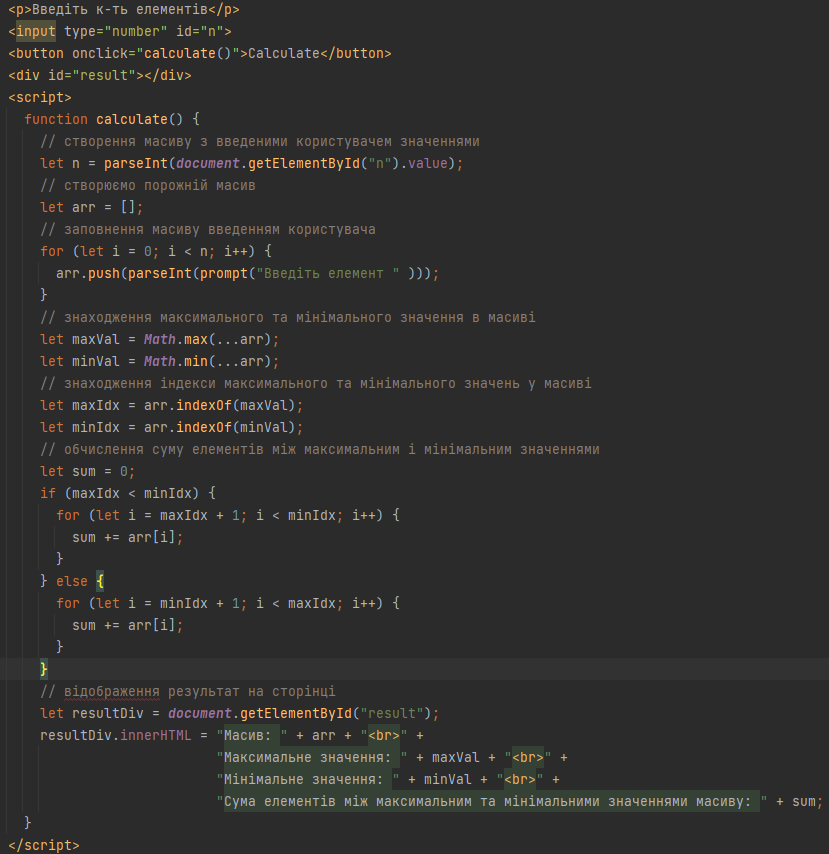 <p>Введіть к-ть елементів</p>
<input type="number" id="n">
<button onclick="calculate()">Calculate</button>
<div id="result"></div>
<script>
function calculate() {
// створення масиву з введеними користувачем значеннями
let n = parseInt(document.getElementById("n").value);
// створюємо порожній масив
let arr = [];
// заповнення масиву введенням користувача
for (let i = 0; i < n; i++) {
arr.push(parseInt(prompt("Введіть елемент " )));
}
// знаходження максимального та мінімального значення в масиві
let maxVal = Math.max(...arr);
let minVal = Math.min(...arr);
// знаходження індекси максимального та мінімального значень у масиві
let maxIdx = arr.indexOf(maxVal);
let minIdx = arr.indexOf(minVal);
// обчислення суму елементів між максимальним і мінімальним значеннями
let sum = 0;
if (maxIdx < minIdx) {
for (let i = maxIdx + 1; i < minIdx; i++) {
sum += arr[i];
}
} else {
for (let i = minIdx + 1; i < maxIdx; i++) {
sum += arr[i];
}
}
// відображення результат на сторінці
let resultDiv = document.getElementById("result");
resultDiv.innerHTML = "Масив: " + arr + "<br>" +
"Максимальне значення: " + maxVal + "<br>" +
"Мінімальне значення: " + minVal + "<br>" +
"Сума елементів між максимальним та мінімальними значеннями масиву: " + sum;
}
</script>